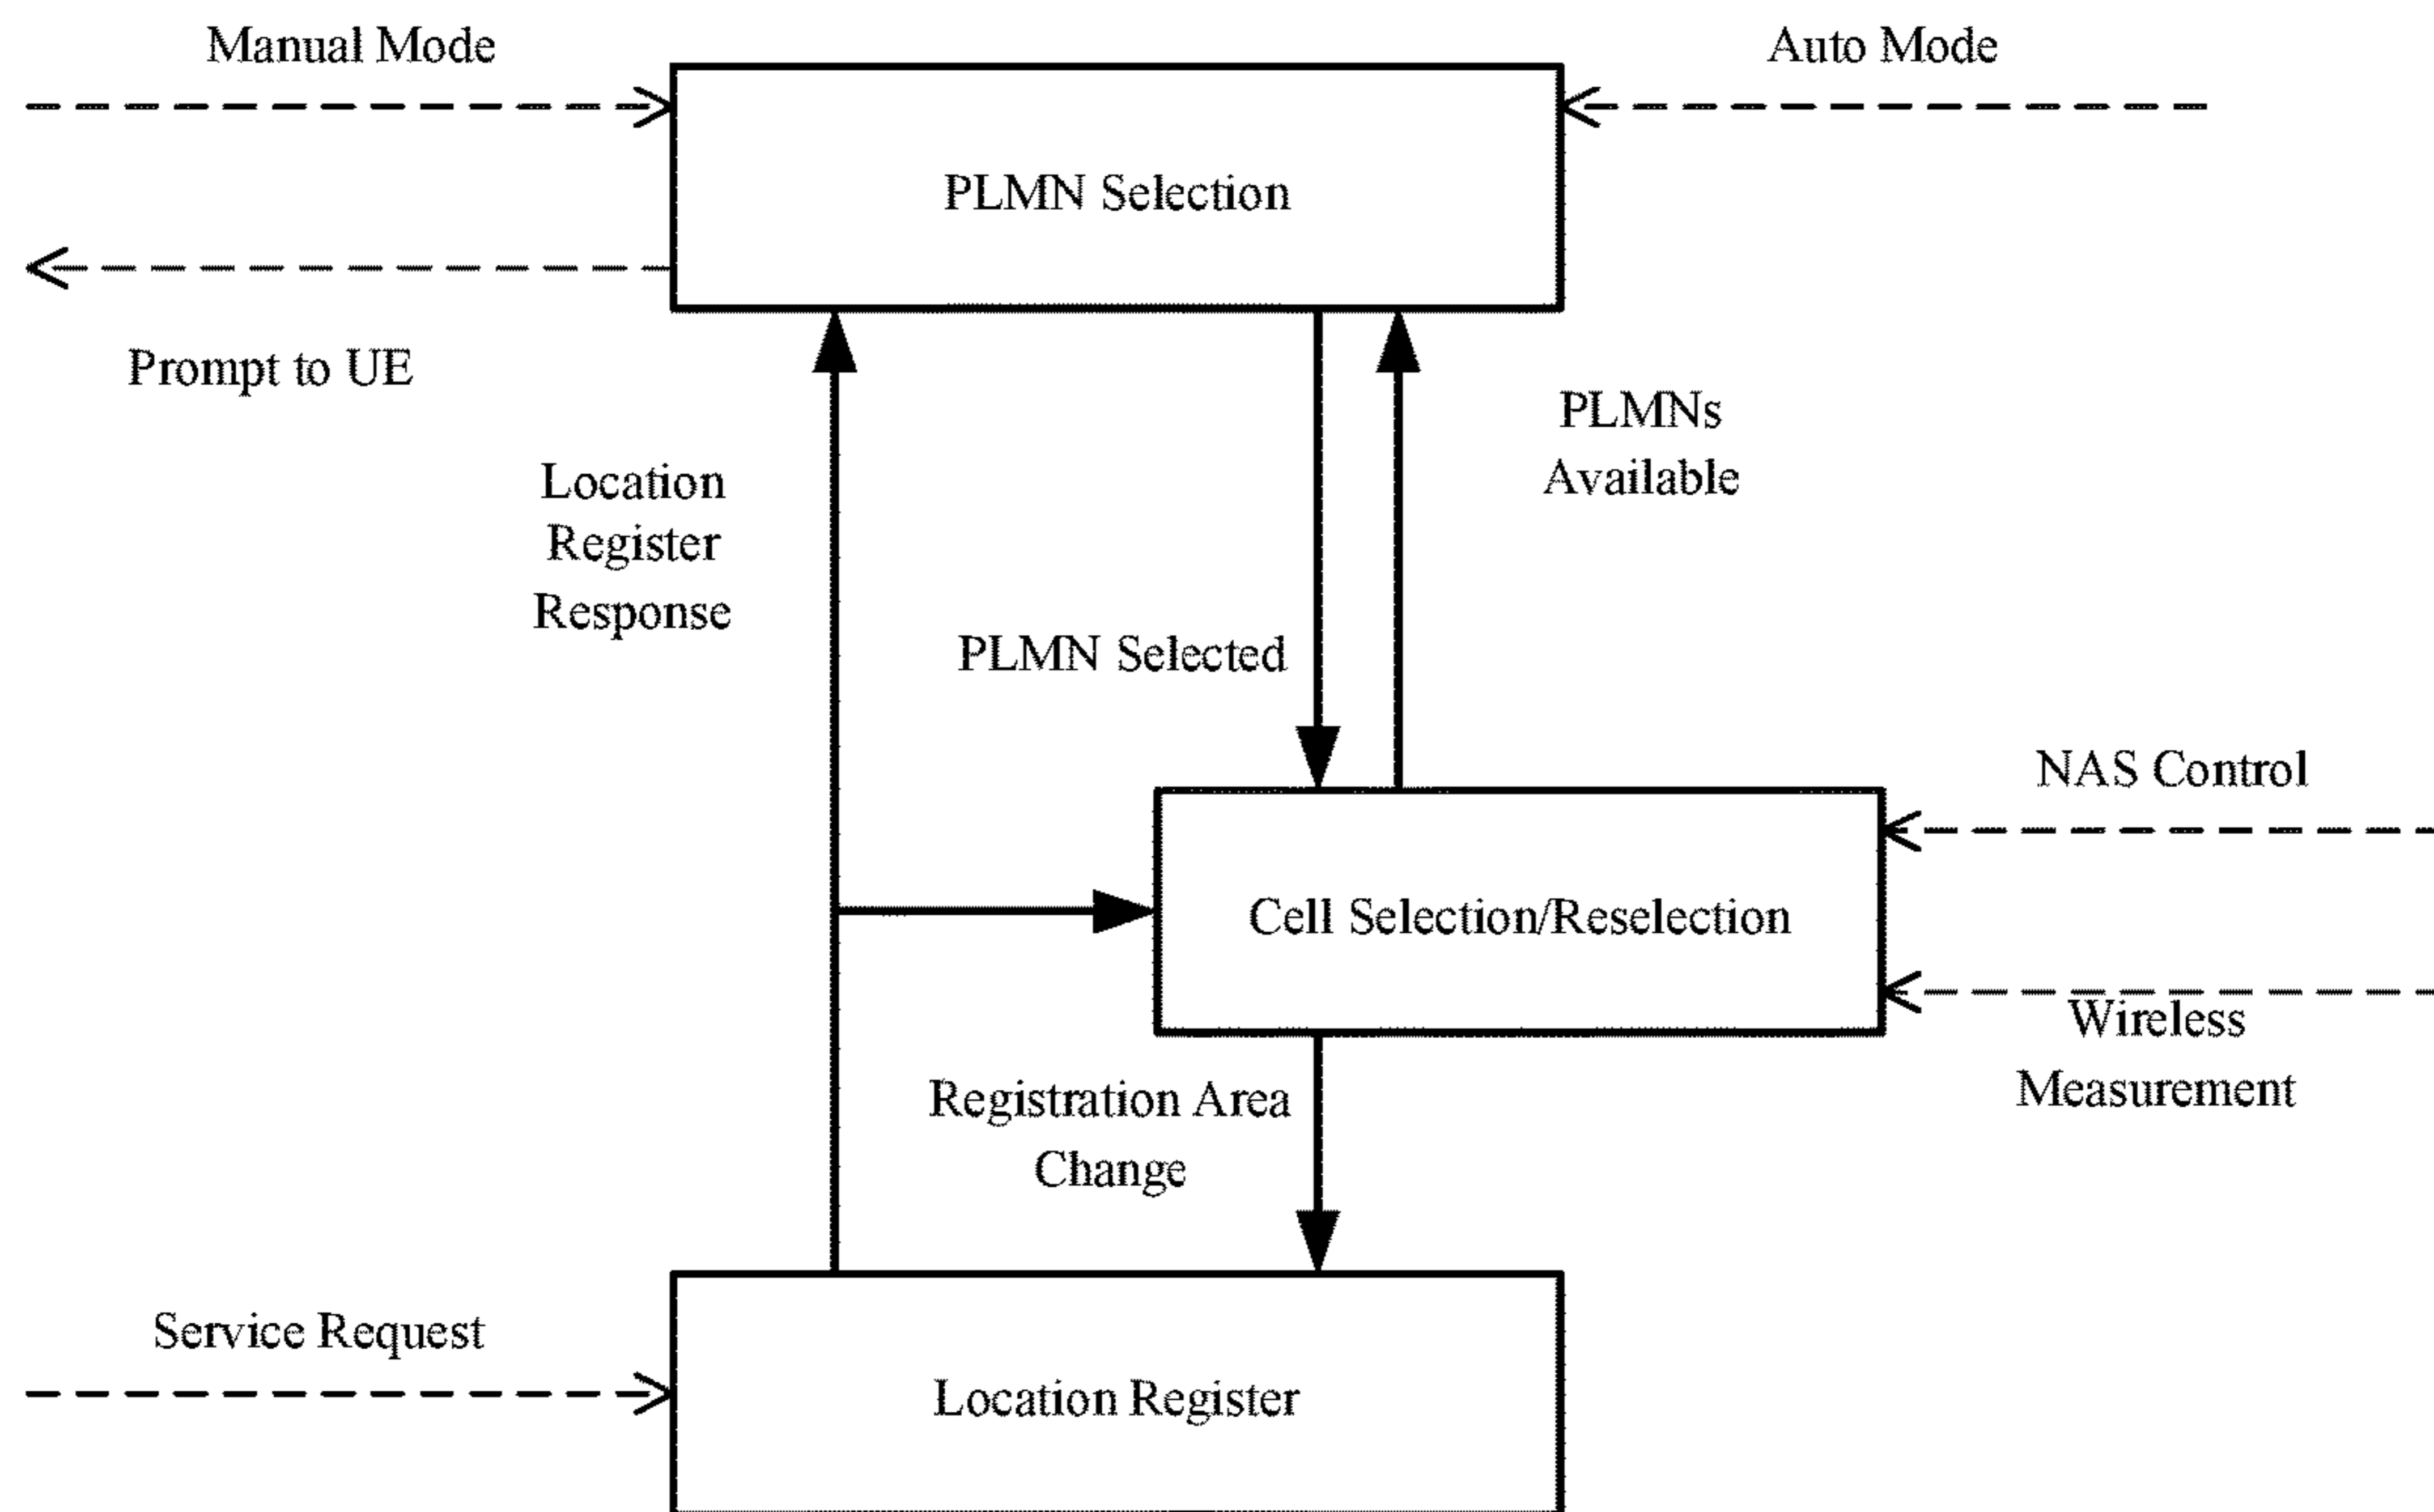 Manual Mode
Auto Mode
PLMN Selection
Prompt to UE
PLMNs
Available
Location
Register
Response
PLMN Selected
NAS Control
Cell Selection/Reselection
Wireless
Measurement
Registration Area
Change
Service Request
Location Register